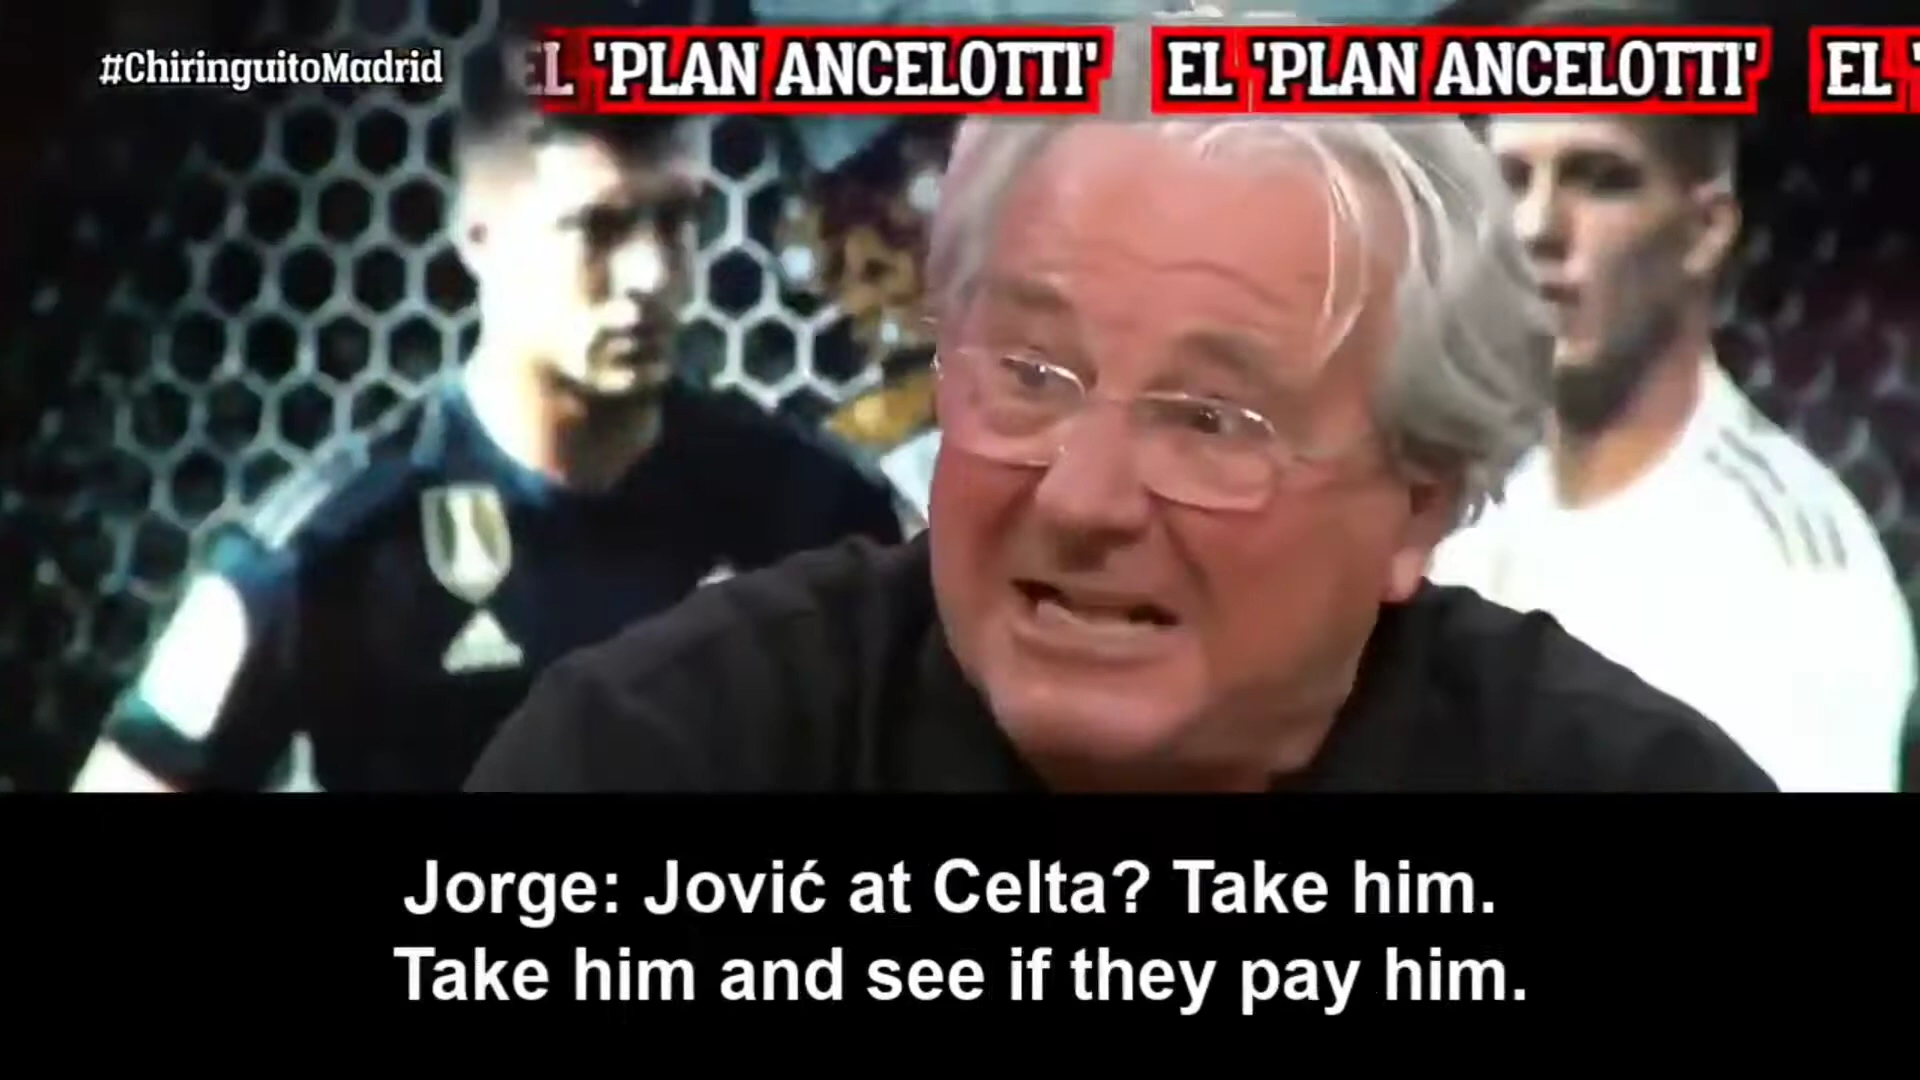 #ChiringuitoMadrid
EL 'PLAN ANCELOTTI' EL 'PLAN ANCELOTTI' EL '
Jorge: Jović at Celta? Take him.
Take him and see if they pay him.